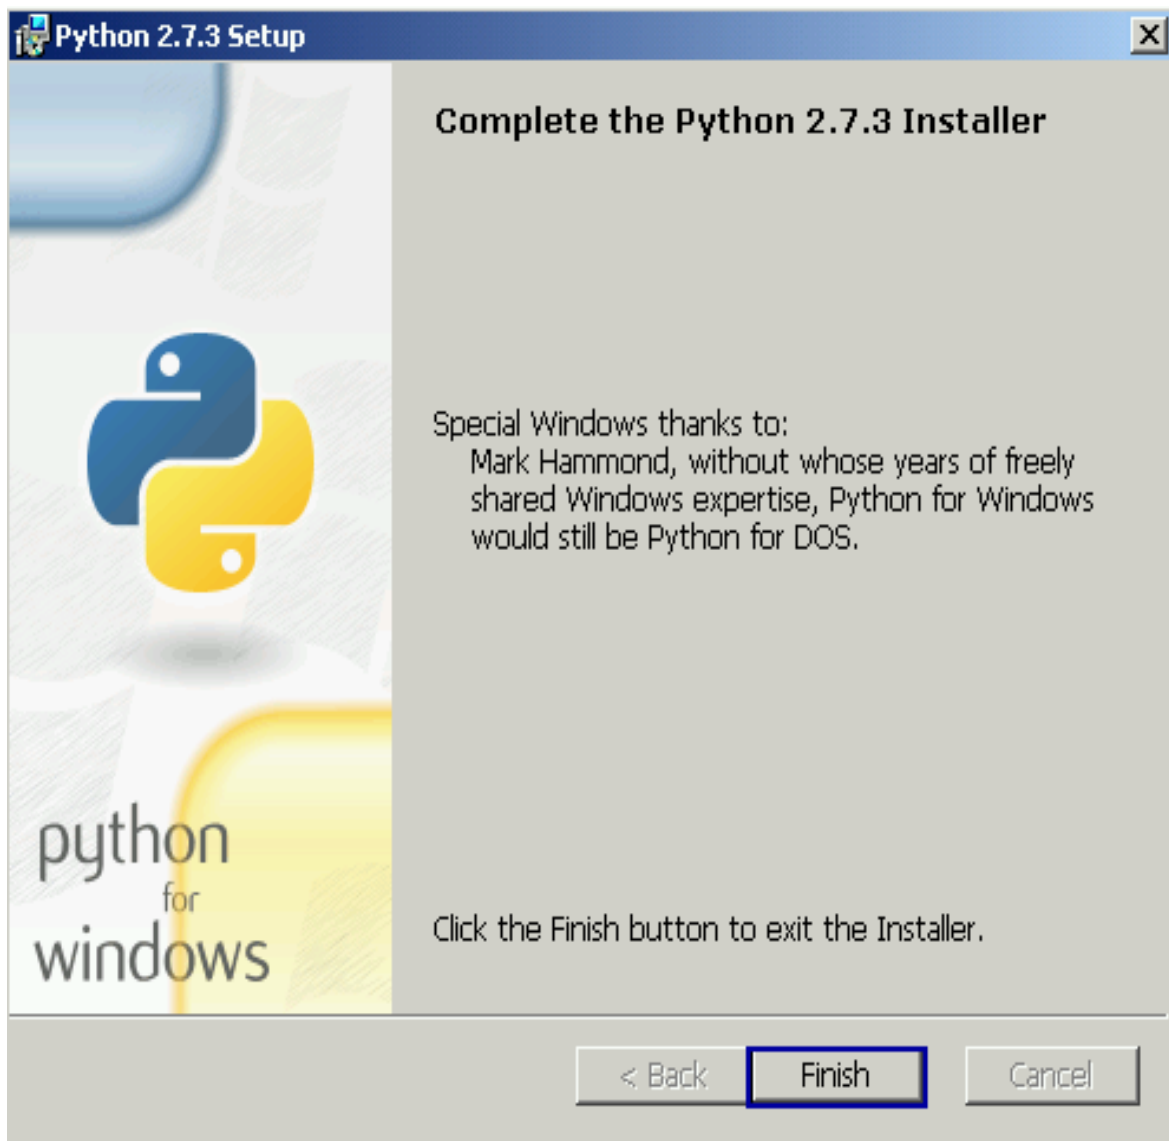 Python 2.7.3 Setup
Complete the Python 2.7.3 Installer
Special Windows thanks to:
Mark Hammond, without whose years of freely
shared Windows expertise, Python for Windows
would still be Python for DOS.
python
for
windows
Click the Finish button to exit the Installer.
< Back
Finish
Cancel